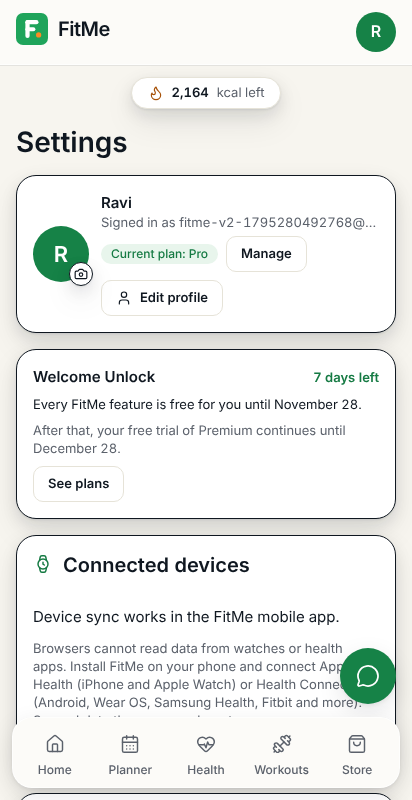 FitMe
R
2,164 kcal left
Settings
R
Ravi
Signed in as fitme-v2-1795280492768@...
Current plan: Pro
Manage
Edit profile
Welcome Unlock
7 days left
Every FitMe feature is free for you until November 28.
After that, your free trial of Premium continues until
December 28.
See plans
Connected devices
Device sync works in the FitMe mobile app.
Browsers cannot read data from watches or health
apps. Install FitMe on your phone and connect
Health (iPhone and Apple Watch) or Health
(Android, Wear OS, Samsung Health, Fitbit and more).
Home
Planner
Health
Workouts
Store